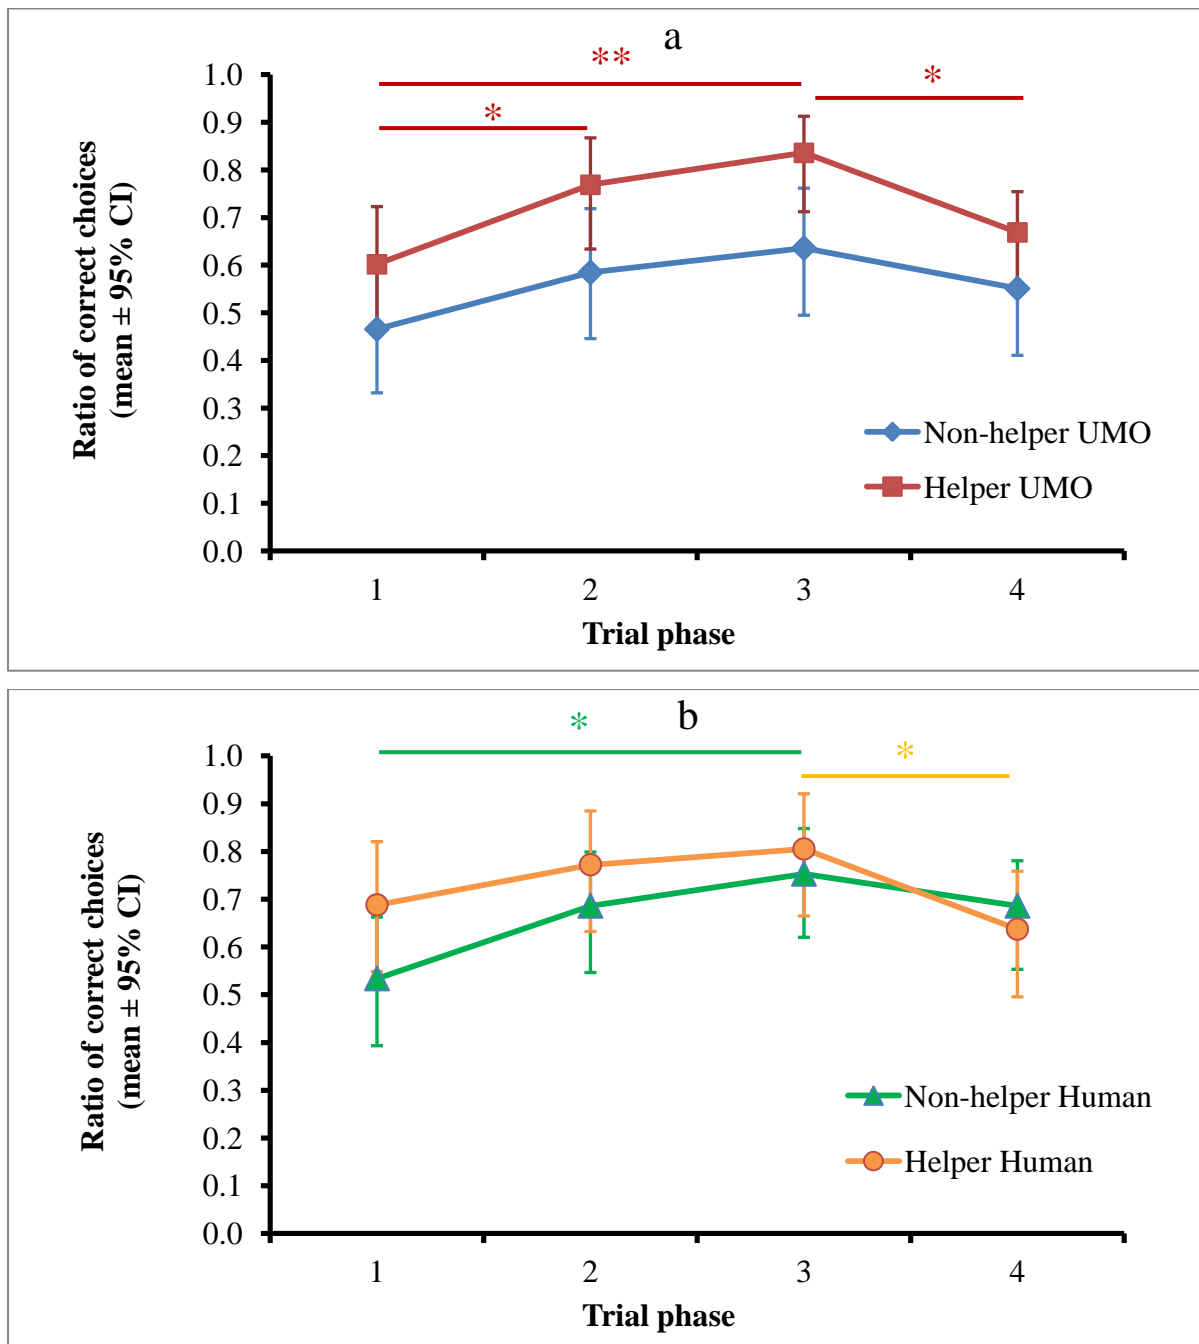 a
**
*
*
1.0
0.9
0.8
0.7
0.6
0.5
0.4
0.3
0.2
0.1
0.0
Ratio of correct choices
(mean ± 95% CI)
Non-helper UMO
Helper UMO
1 2 3 4
Trial phase
b
*
*
1.0
0.9
0.8
0.7
0.6
0.5
0.4
0.3
0.2
0.1
0.0
Ratio of correct choices
(mean ± 95% CI)
Non-helper Human
Helper Human
1 2 3 4
Trial phase